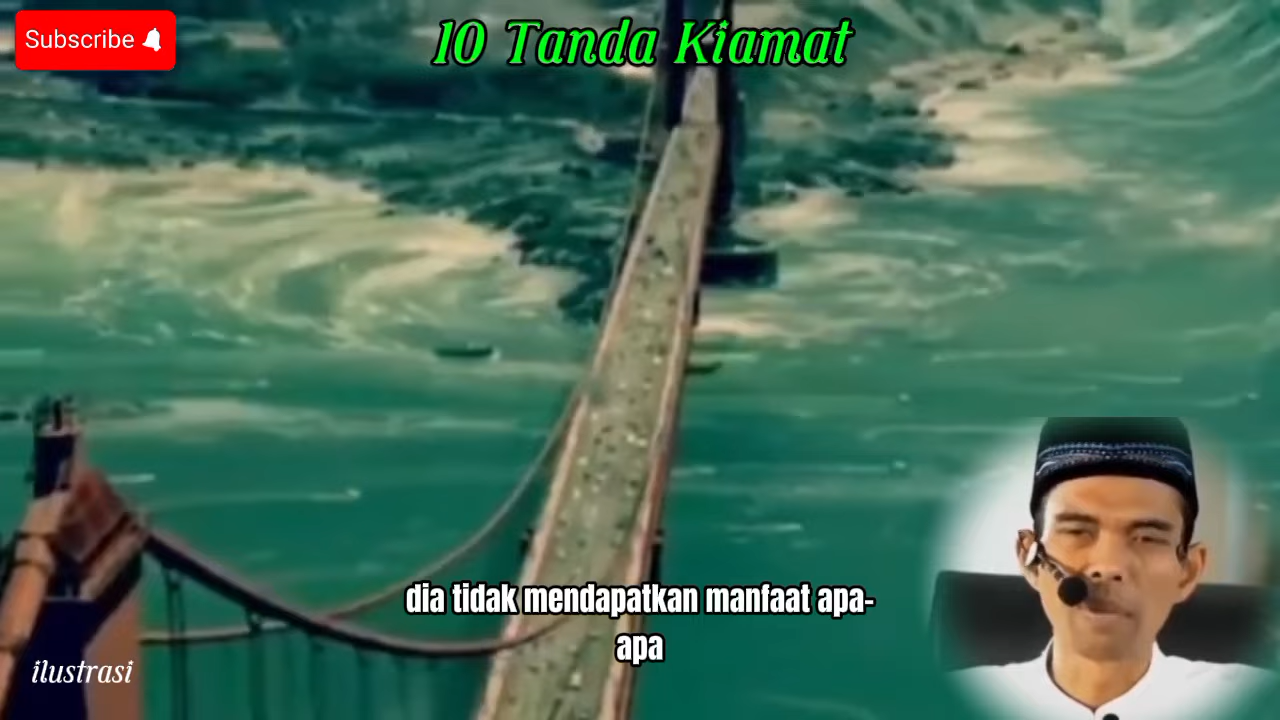 Subscribe
10 Tanda Kiamat
dia tidak mendapatkan manfaat apa-
apa
ilustrasi